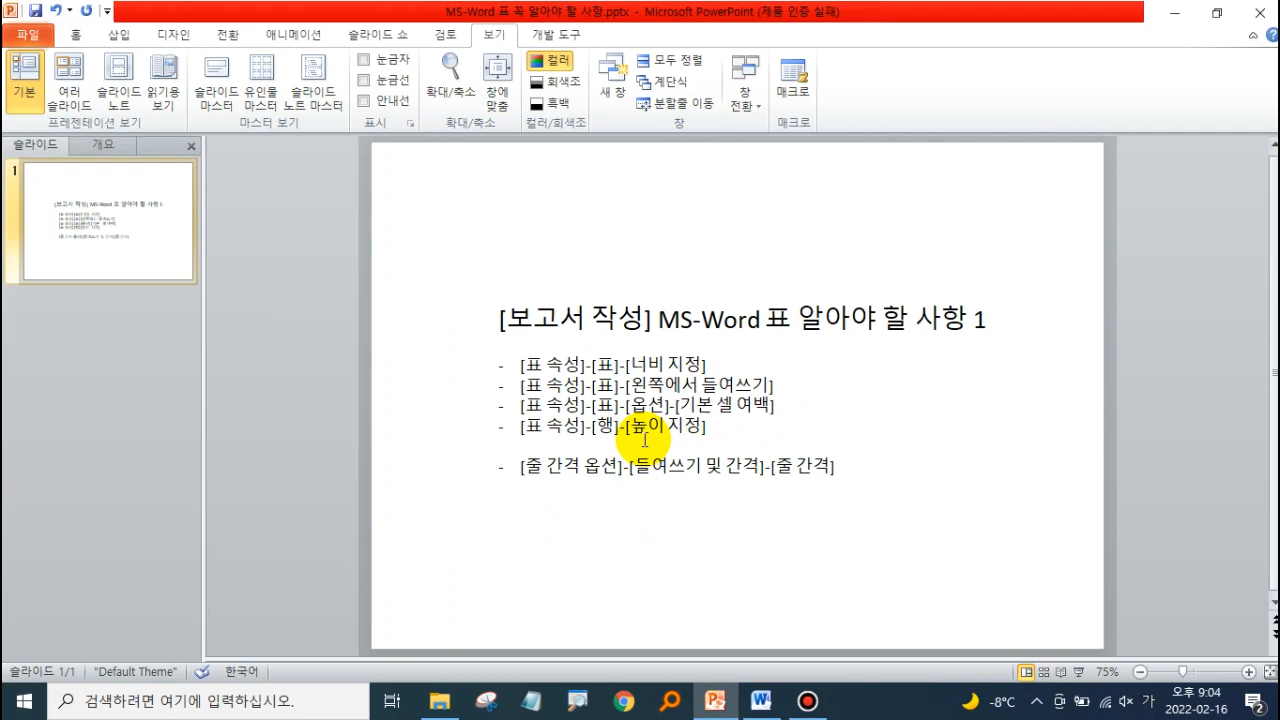 MS-Word 표 꼭 알아야 할 사항.pptx - Microsoft PowerPoint (제품 인증 실패)
파일 홈 삽입 디자인 전환 애니메이션 슬라이드 쇼 검토 보기 개발 도구
기본
여러 슬라이드
슬라이드 노트
읽기용 보기
프레젠테이션 보기
슬라이드 마스터
유인물 마스터
슬라이드 노트 마스터
마스터 보기
눈금자
눈금선
안내선
표시
확대/축소
창에 맞춤
확대/축소
컬러
회색조
흑백
컬러/회색조
새 창
모두 정렬
계단식
분할줄 이동
창 전환
창
매크로
매크로
슬라이드 개요
1
[보고서 작성] MS-Word 표 알아야 할 사항 1
- [표 속성]-[표]-[너비 지정]
- [표 속성]-[표]-[왼쪽에서 들여쓰기]
- [표 속성]-[표]-[옵션]-[기본 셀 여백]
- [표 속성]-[행]-[높이 지정]
- [줄 간격 옵션]-[들여쓰기 및 간격]-[줄 간격]
슬라이드 1/1 "Default Theme" 한국어 75%
검색하려면 여기에 입력하십시오.
-8°C 가 오후 9:04
2022-02-16
2